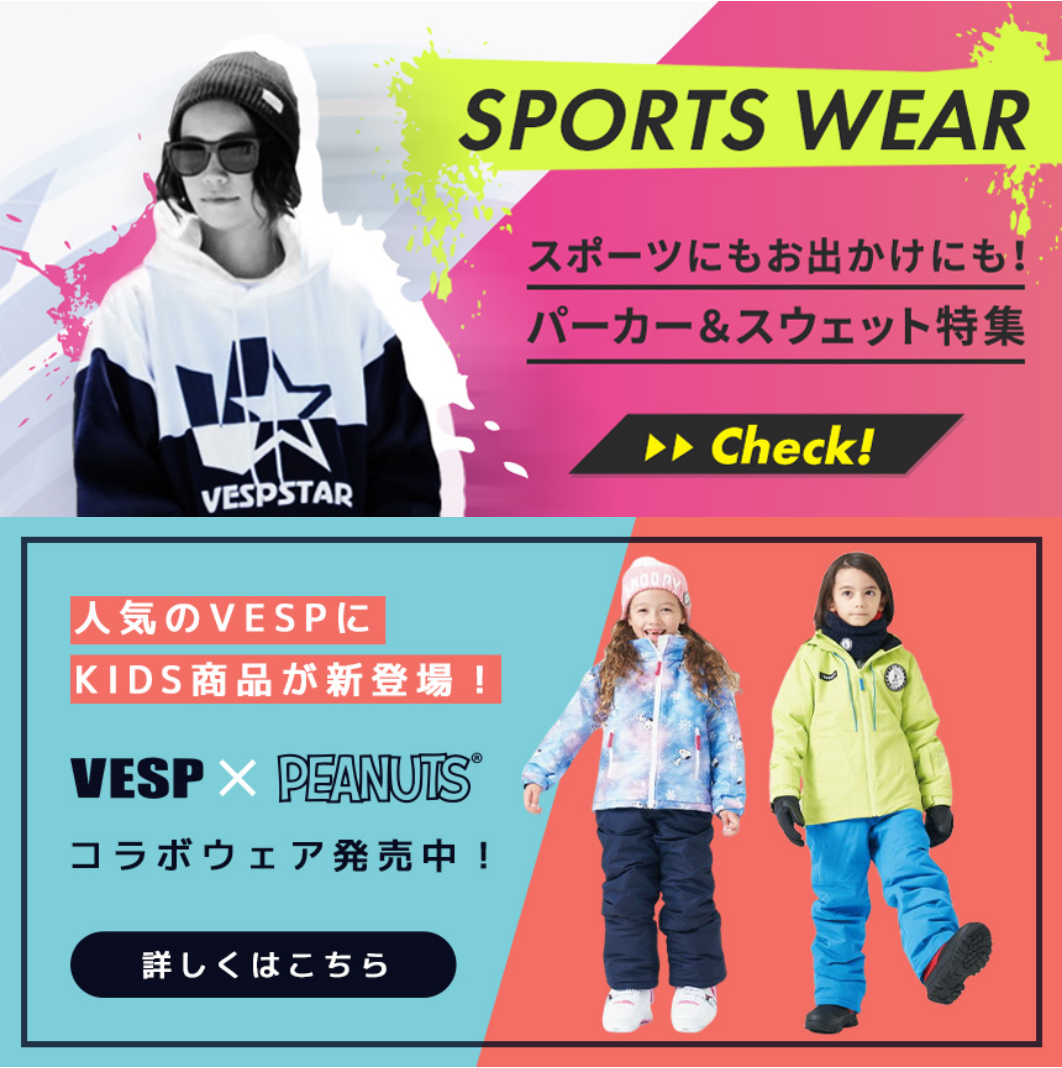 SPORTS WEAR
スポーツにもお出かけにも！
パーカー＆スウェット特集
Check!
VESPSTAR
人気のVESPに
KIDS商品が新登場！
VESP×PEANUTS®
コラボウェア発売中！
詳しくはこちら